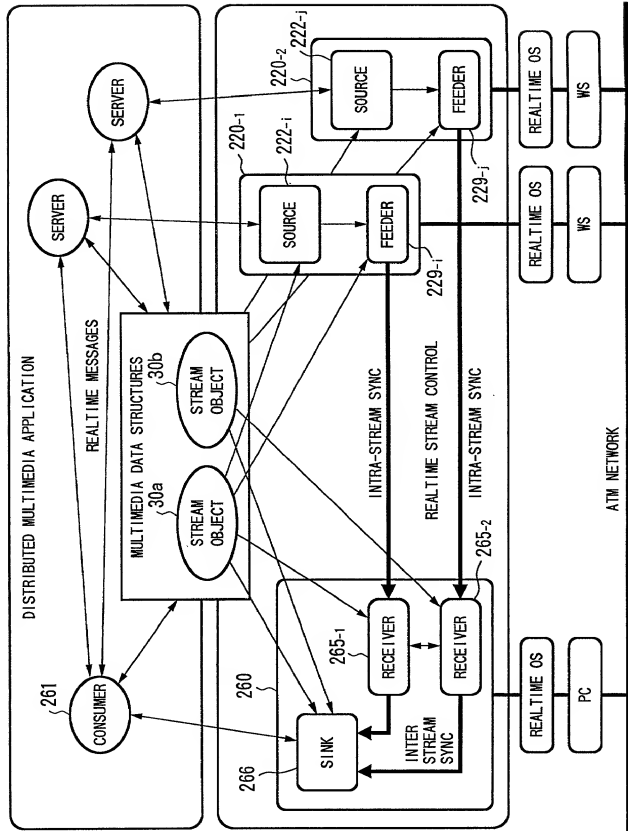 DISTRIBUTED MULTIMEDIA APPLICATION
SERVER
SERVER
261
CONSUMER
REALTIME MESSAGES
MULTIMEDIA DATA STRUCTURES
30a
STREAM
OBJECT
30b
STREAM
OBJECT
260
266
SINK
265-1
RECEIVER
265-2
RECEIVER
INTER
STREAM
SYNC
INTRA-STREAM SYNC
REALTIME STREAM CONTROL
INTRA-STREAM SYNC
220-1
222-i
SOURCE
FEEDER
229-i
220-2
222-j
SOURCE
FEEDER
229-j
REALTIME OS
PC
REALTIME OS
WS
REALTIME OS
WS
ATM NETWORK